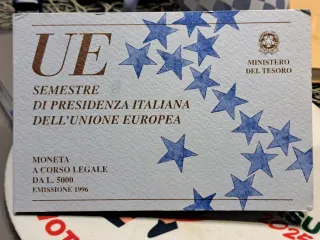 UE
MINISTERO
DEL TESORO
SEMESTRE
DI PRESIDENZA ITALIANA
DELL'UNIONE EUROPEA
MONETA
A CORSO LEGALE
DA L. 5000
EMISSIONE 1996